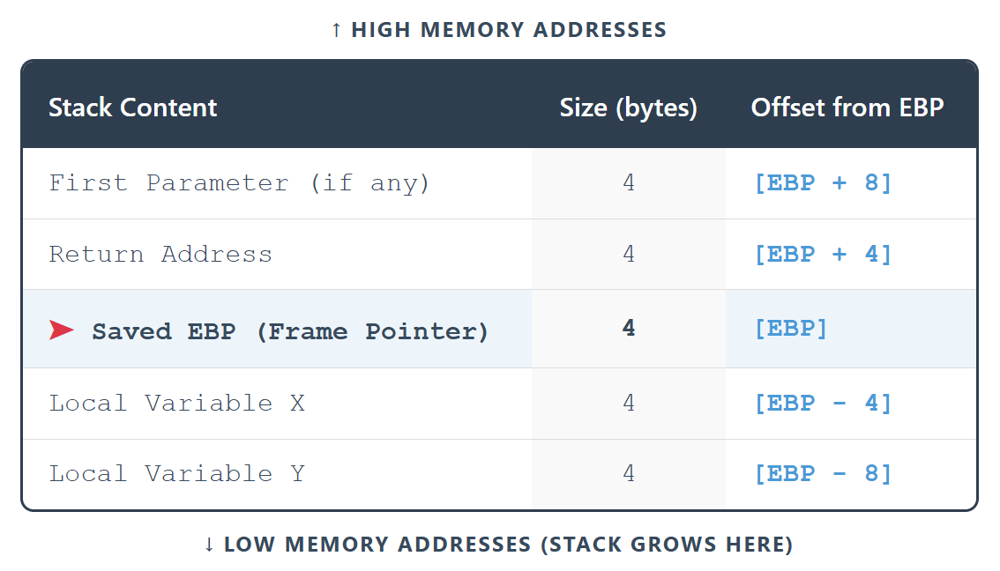 ↑ HIGH MEMORY ADDRESSES
Stack Content Size (bytes) Offset from EBP
First Parameter (if any) 4 [EBP + 8]
Return Address 4 [EBP + 4]
➤ Saved EBP (Frame Pointer) 4 [EBP]
Local Variable X 4 [EBP - 4]
Local Variable Y 4 [EBP - 8]
↓ LOW MEMORY ADDRESSES (STACK GROWS HERE)